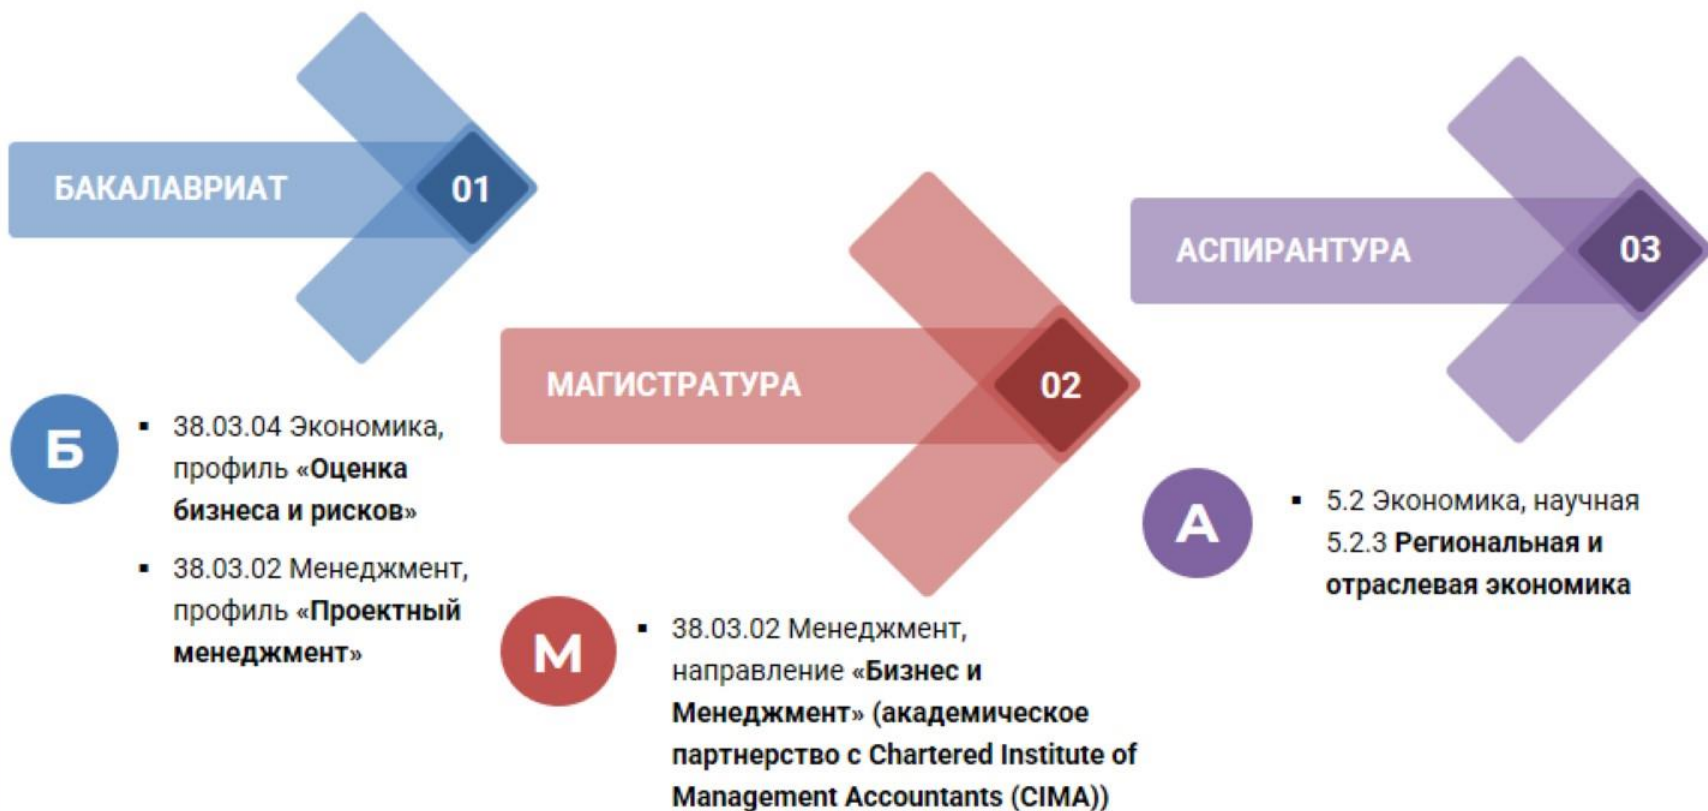 БАКАЛАВРИАТ
01
Б
▪ 38.03.04 Экономика,
профиль «Оценка
бизнеса и рисков»
▪ 38.03.02 Менеджмент,
профиль «Проектный
менеджмент»
МАГИСТРАТУРА
02
М
▪ 38.03.02 Менеджмент,
направление «Бизнес и
Менеджмент» (академическое
партнерство с Chartered Institute of
Management Accountants (CIMA))
АСПИРАНТУРА
03
А
▪ 5.2 Экономика, научная
5.2.3 Региональная и
отраслевая экономика